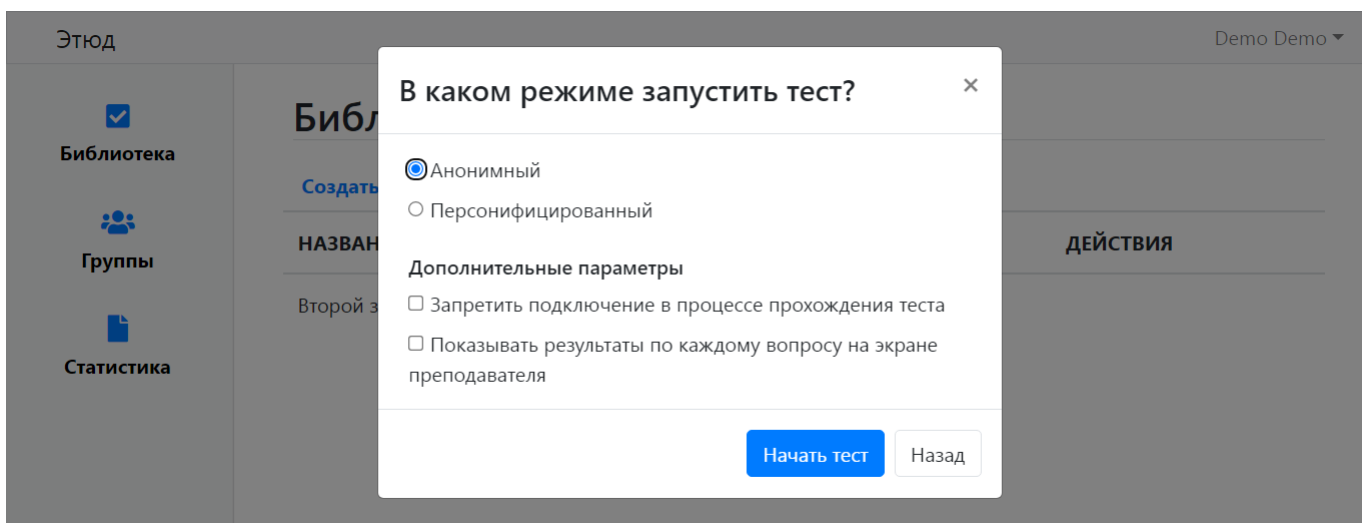 Этюд
Demo Demo
Библиотека
Группы
Статистика
Библ
Создать
НАЗВАН
ДЕЙСТВИЯ
Второй з
В каком режиме запустить тест?
×
Анонимный
Персонифицированный
Дополнительные параметры
Запретить подключение в процессе прохождения теста
Показывать результаты по каждому вопросу на экране
преподавателя
Начать тест
Назад